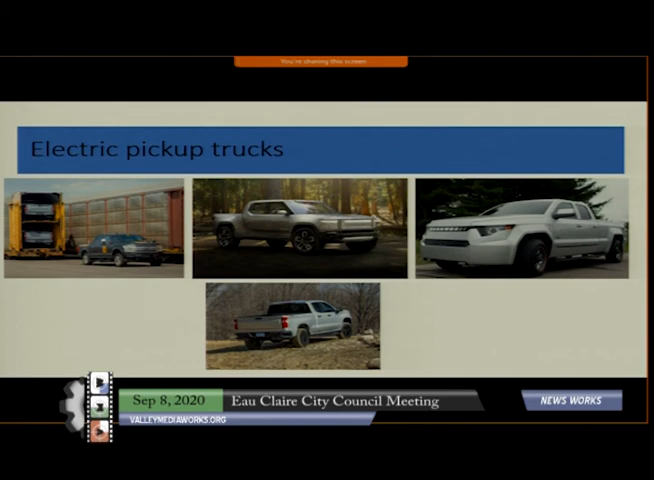 You're sharing this screen
Electric pickup trucks
Sep 8, 2020
Eau Claire City Council Meeting
NEWS WORKS
VALLEYMEDIAWORKS.ORG